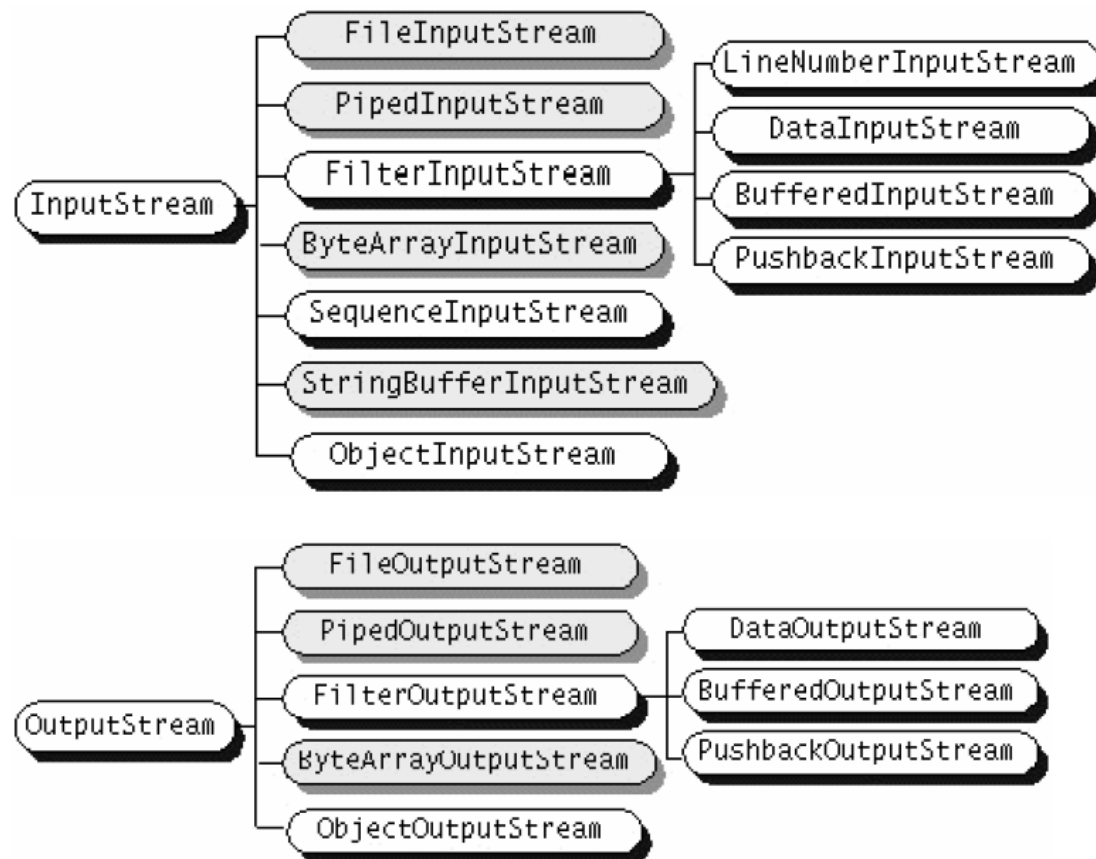 InputStream
FileInputStream
PipedInputStream
FilterInputStream
ByteArrayInputStream
SequenceInputStream
StringBufferInputStream
ObjectInputStream
LineNumberInputStream
DataInputStream
BufferedInputStream
PushbackInputStream
OutputStream
FileOutputStream
PipedOutputStream
FilterOutputStream
ByteArrayOutputStream
ObjectOutputStream
DataOutputStream
BufferedOutputStream
PushbackOutputStream